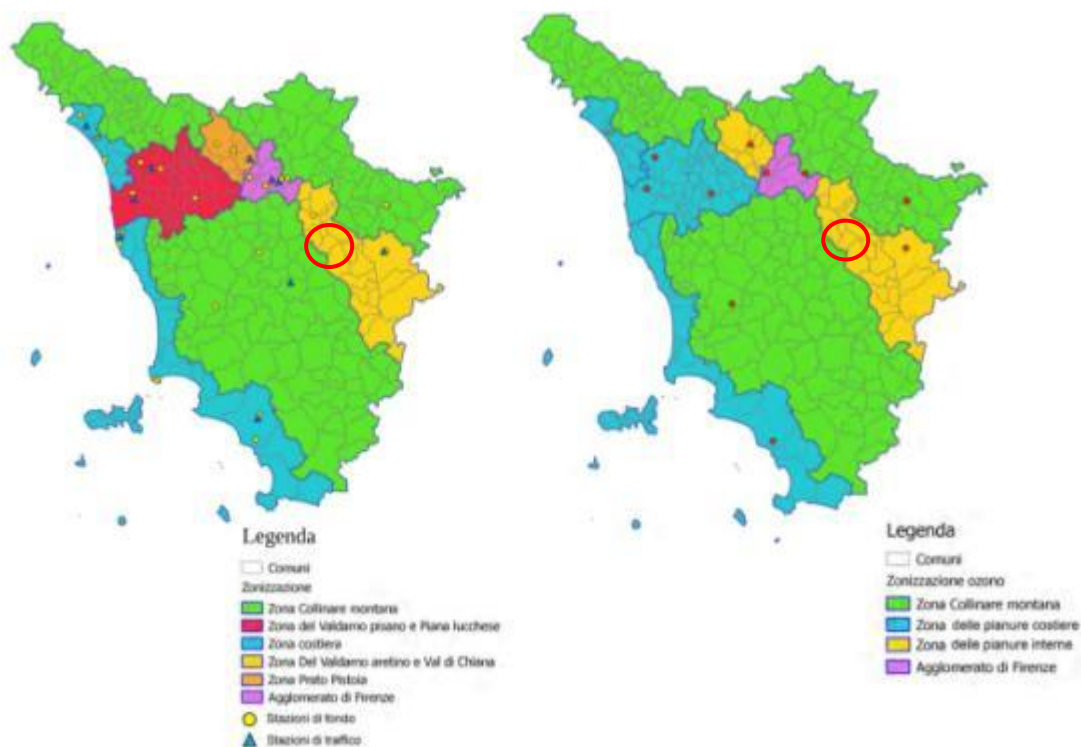 Legenda
Comuni
Zonizzazione
Zona Collinare montana
Zona del Valdarno pisano e Piana lucchese
Zona costiera
Zona Del Valdarno aretino e Val di Chiana
Zona Prato Pistoia
Agglomerato di Firenze
Stazioni di fondo
Stazioni di traffico
Legenda
Comuni
Zonizzazione ozono
Zona Collinare montana
Zona delle pianure costiere
Zona delle pianure interne
Agglomerato di Firenze